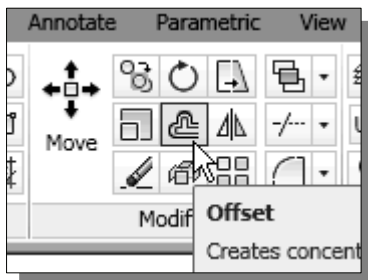 Annotate Parametric View
Move
Modif
Offset
Creates concent